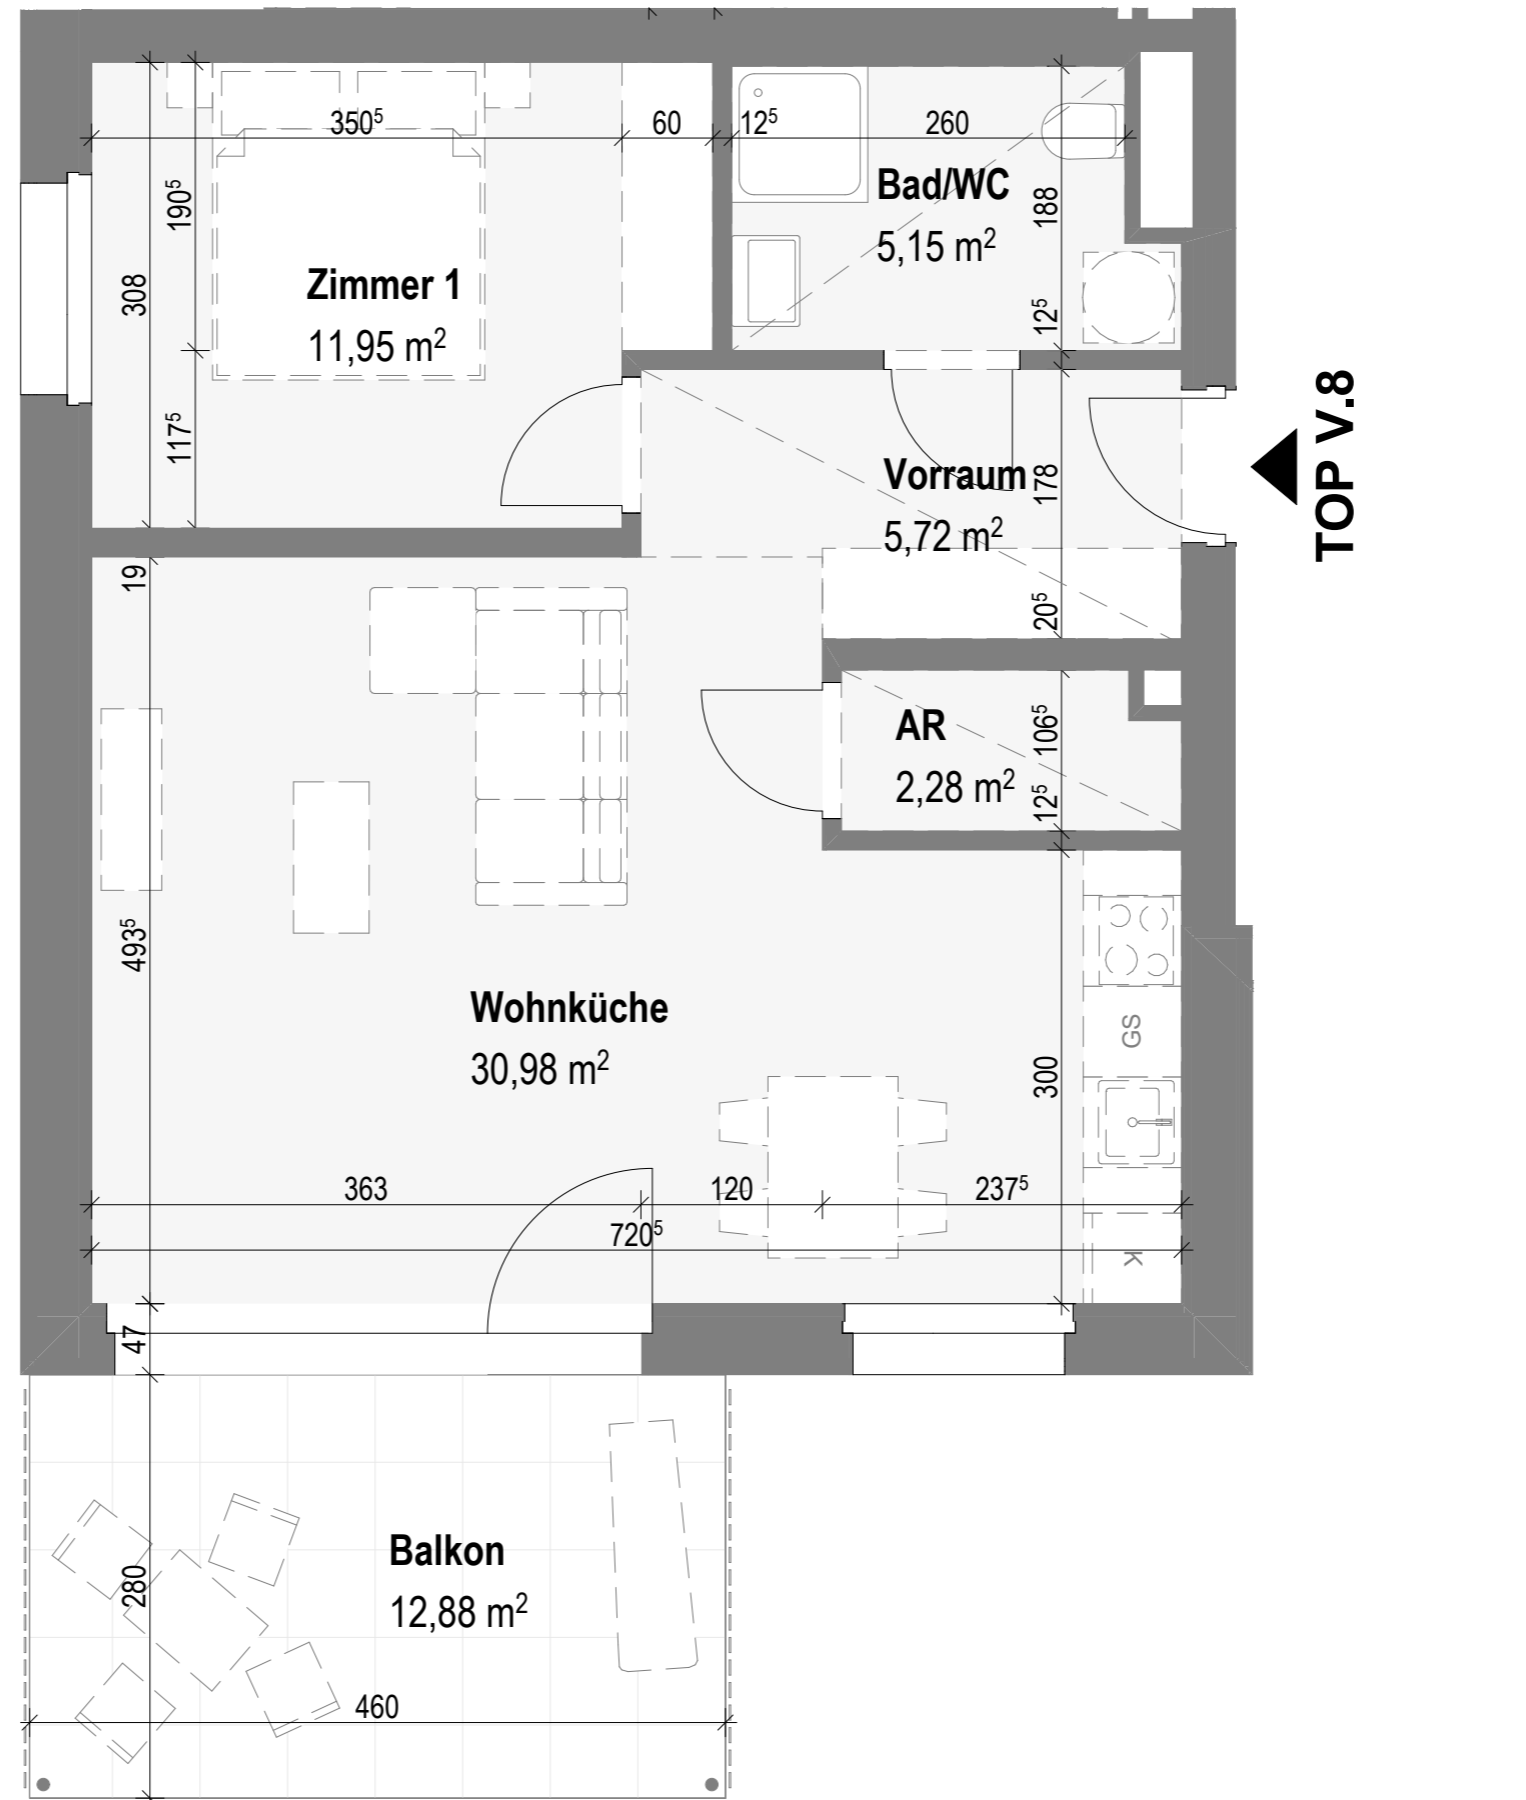 350⁵
60
12⁵
260
190⁵
308
117⁵
Zimmer 1
11,95 m²
Bad/WC
5,15 m²
188
12⁵
TOP V.8
Vorraum
5,72 m²
178
20⁵
19
AR
2,28 m²
106⁵
12⁵
493⁵
Wohnküche
30,98 m²
GS
300
363
120
237⁵
720⁵
K
47
Balkon
12,88 m²
280
460